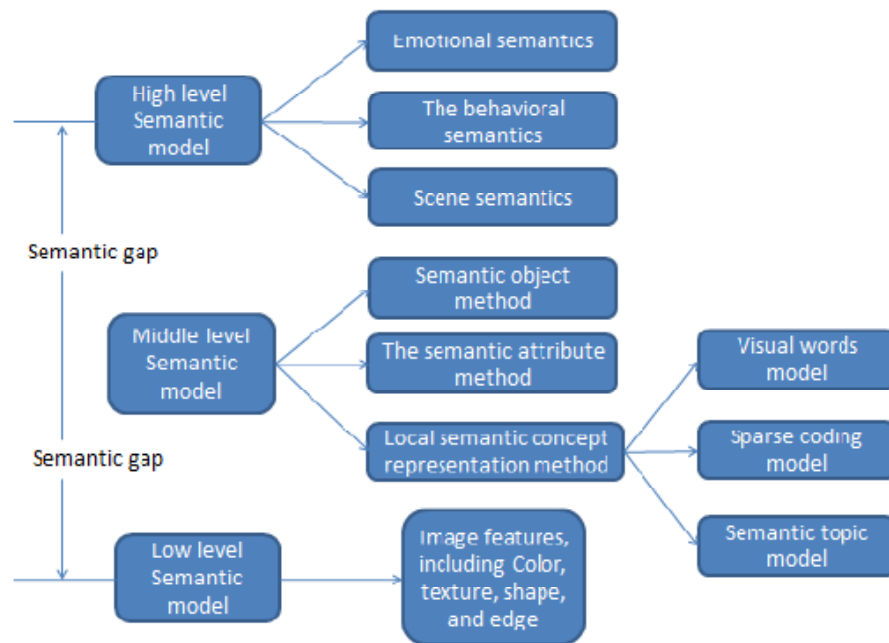 Emotional semantics
High level
Semantic
model
The behavioral
semantics
Scene semantics
Semantic gap
Semantic object
method
Middle level
Semantic
model
The semantic attribute
method
Visual words
model
Local semantic concept
representation method
Sparse coding
model
Semantic gap
Semantic topic
model
Low level
Semantic
model
Image features,
including Color,
texture, shape,
and edge